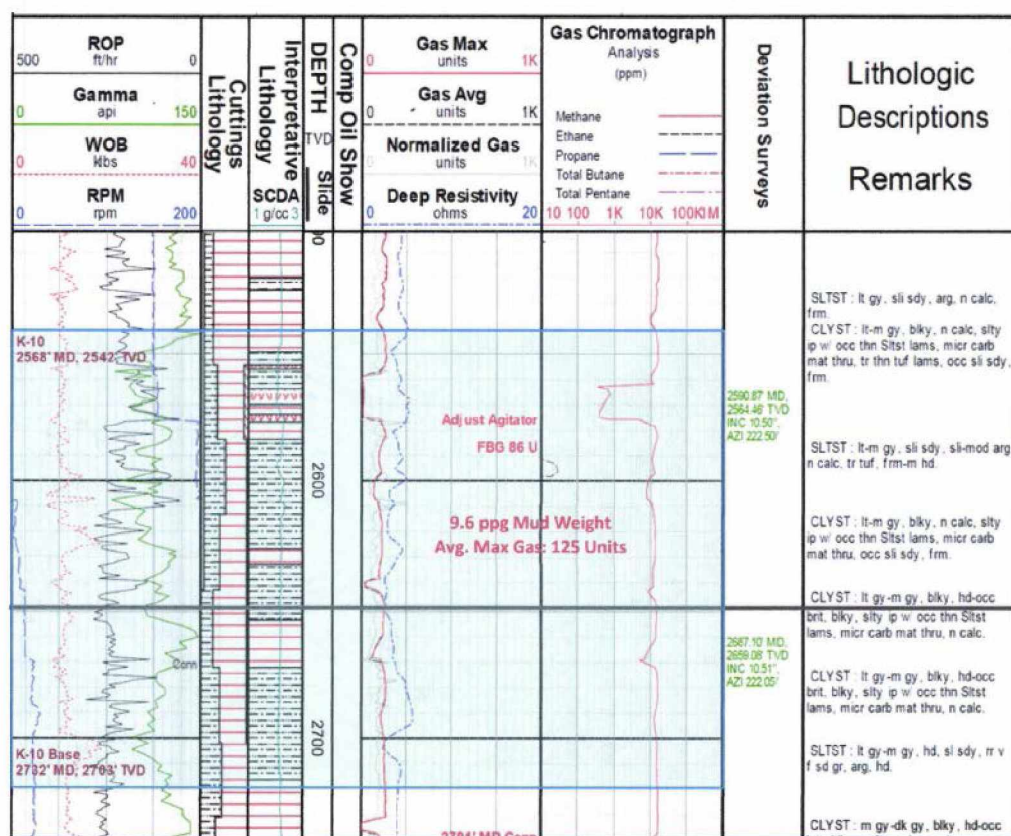 ROP
500 ft/hr 0
Gamma
0 api 150
WOB
0 klbs 40
RPM
0 rpm 200
Cuttings
Lithology
Interpretative
Lithology
SCDA
1 g/cc 3
DEPTH
TVD
Slide
Comp Oil Show
Gas Max
0 units 1K
Gas Avg
0 units 1K
Normalized Gas
0 units 1K
Deep Resistivity
0 ohms 20
Gas Chromatograph
Analysis
(ppm)
Methane
Ethane
Propane
Total Butane
Total Pentane
10 100 1K 10K 100K 1M
Deviation Surveys
Lithologic
Descriptions
Remarks
SLTST : lt gy, sli sdy, arg, n calc,
frm.
K-10
2568' MD, 2542' TVD
CLYST : lt-m gy, blky, n calc, slty
ip w/ occ thn Sltst lams, micr carb
mat thru, tr thn tuf lams, occ sli sdy,
frm.
2590.87' MD,
2564.46' TVD
INC 10.50°,
AZI 222.50°
Adjust Agitator
FBG 86 U
SLTST : lt-m gy, sli sdy, sli-mod arg
n calc, tr tuf, frm-m hd.
2600
9.6 ppg Mud Weight
Avg. Max Gas: 125 Units
CLYST : lt-m gy, blky, n calc, slty
ip w/ occ thn Sltst lams, micr carb
mat thru, occ sli sdy, frm.
CLYST : lt gy-m gy, blky, hd-occ
brit, blky, slty ip w/ occ thn Sltst
lams, micr carb mat thru, n calc.
Conn
2659.08' TVD
INC 10.51°,
AZI 222.05°
CLYST : lt gy-m gy, blky, hd-occ
brit, blky, slty ip w/ occ thn Sltst
lams, micr carb mat thru, n calc.
2700
K-10 Base
2732' MD, 2703' TVD
SLTST : lt gy-m gy, hd, sl sdy, rr v
f sd gr, arg, hd.
CLYST : m gy-dk gy, blky, hd-occ